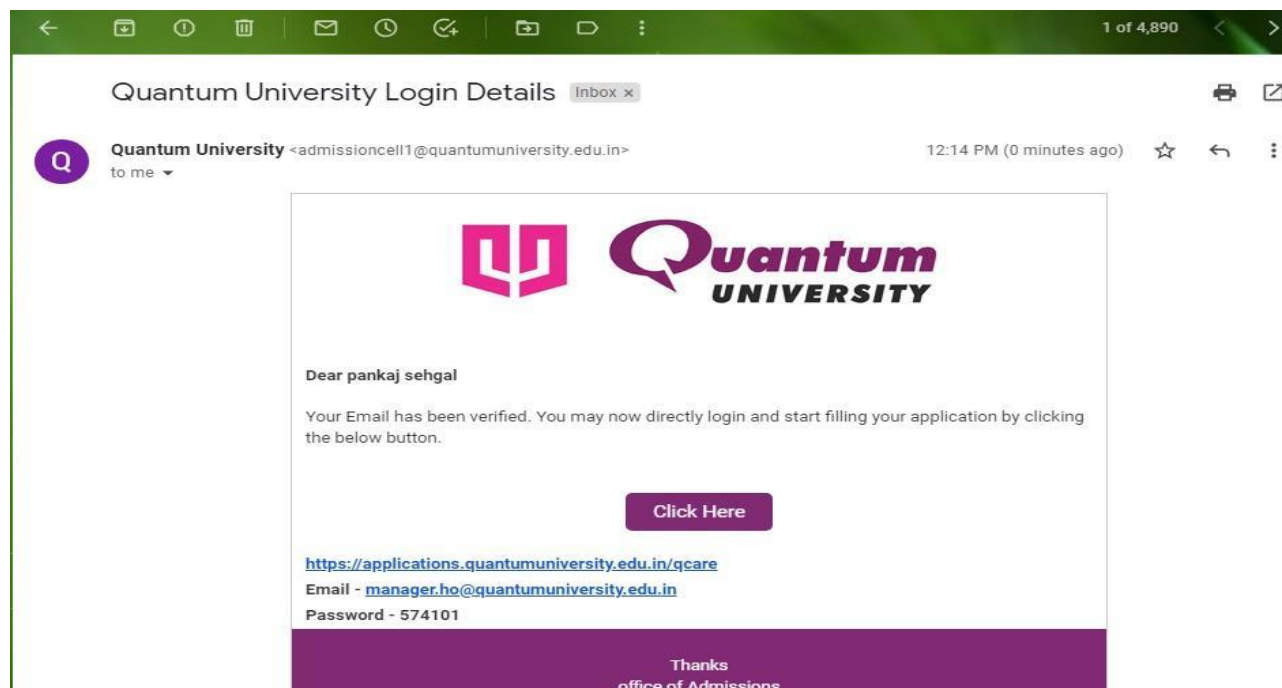 1 of 4,890
Quantum University Login Details Inbox x
Q
Quantum University <admissioncell1@quantumuniversity.edu.in>
12:14 PM (0 minutes ago)
to me
Quantum
UNIVERSITY
Dear pankaj sehgal
Your Email has been verified. You may now directly login and start filling your application by clicking
the below button.
Click Here
https://applications.quantumuniversity.edu.in/qcare
Email - manager.ho@quantumuniversity.edu.in
Password - 574101
Thanks
office of Admissions